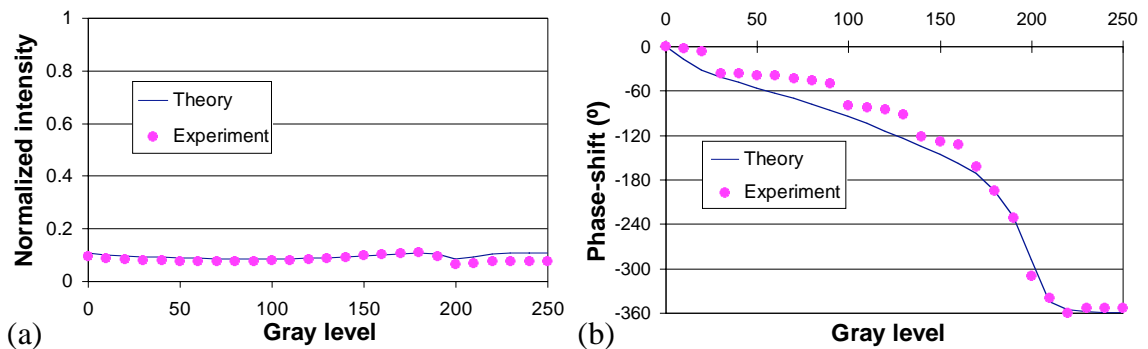 (a)
Normalized intensity
1
0.8
0.6
0.4
0.2
0
Theory
Experiment
0 50 100 150 200 250
Gray level
(b)
Phase-shift (º)
0 50 100 150 200 250
0
-60
-120
-180
-240
-300
-360
Theory
Experiment
Gray level